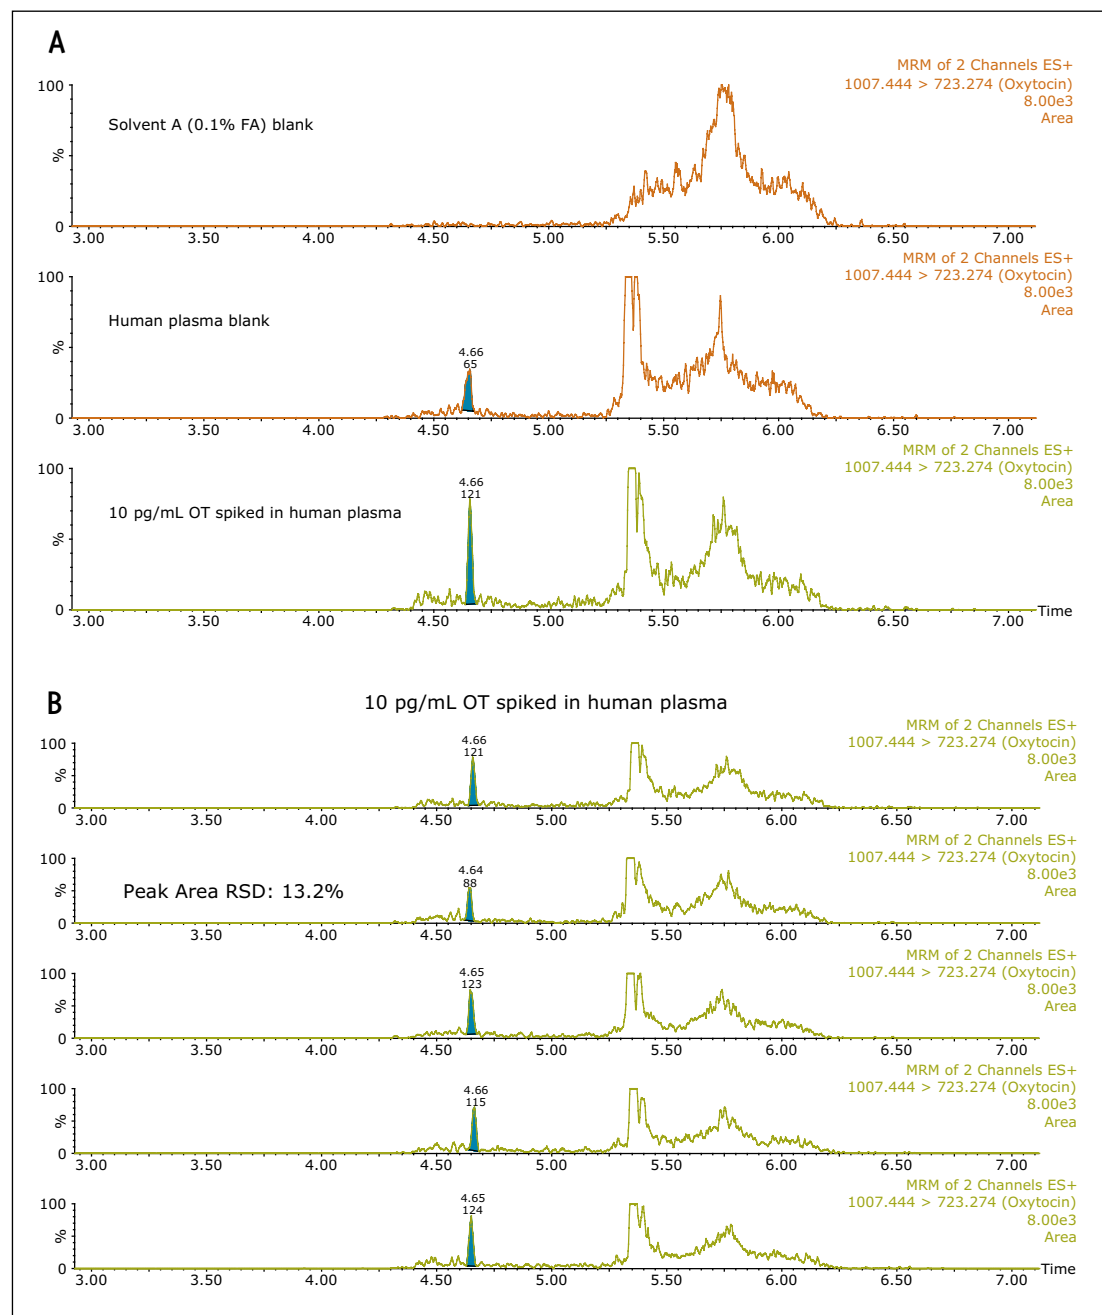 A
MRM of 2 Channels ES+
1007.444 > 723.274 (Oxytocin)
8.00e3
Area
100
%
0
Solvent A (0.1% FA) blank
3.00 3.50 4.00 4.50 5.00 5.50 6.00 6.50 7.00
MRM of 2 Channels ES+
1007.444 > 723.274 (Oxytocin)
8.00e3
Area
100
%
0
Human plasma blank
4.66
65
3.00 3.50 4.00 4.50 5.00 5.50 6.00 6.50 7.00
MRM of 2 Channels ES+
1007.444 > 723.274 (Oxytocin)
8.00e3
Area
100
%
0
10 pg/mL OT spiked in human plasma
4.66
121
Time
3.00 3.50 4.00 4.50 5.00 5.50 6.00 6.50 7.00
B
10 pg/mL OT spiked in human plasma
MRM of 2 Channels ES+
1007.444 > 723.274 (Oxytocin)
8.00e3
Area
100
%
0
4.66
121
3.00 3.50 4.00 4.50 5.00 5.50 6.00 6.50 7.00
MRM of 2 Channels ES+
1007.444 > 723.274 (Oxytocin)
8.00e3
Area
100
%
0
Peak Area RSD: 13.2%
4.64
88
3.00 3.50 4.00 4.50 5.00 5.50 6.00 6.50 7.00
MRM of 2 Channels ES+
1007.444 > 723.274 (Oxytocin)
8.00e3
Area
100
%
0
4.65
123
3.00 3.50 4.00 4.50 5.00 5.50 6.00 6.50 7.00
MRM of 2 Channels ES+
1007.444 > 723.274 (Oxytocin)
8.00e3
Area
100
%
0
4.66
115
3.00 3.50 4.00 4.50 5.00 5.50 6.00 6.50 7.00
MRM of 2 Channels ES+
1007.444 > 723.274 (Oxytocin)
8.00e3
Area
100
%
0
4.65
124
Time
3.00 3.50 4.00 4.50 5.00 5.50 6.00 6.50 7.00